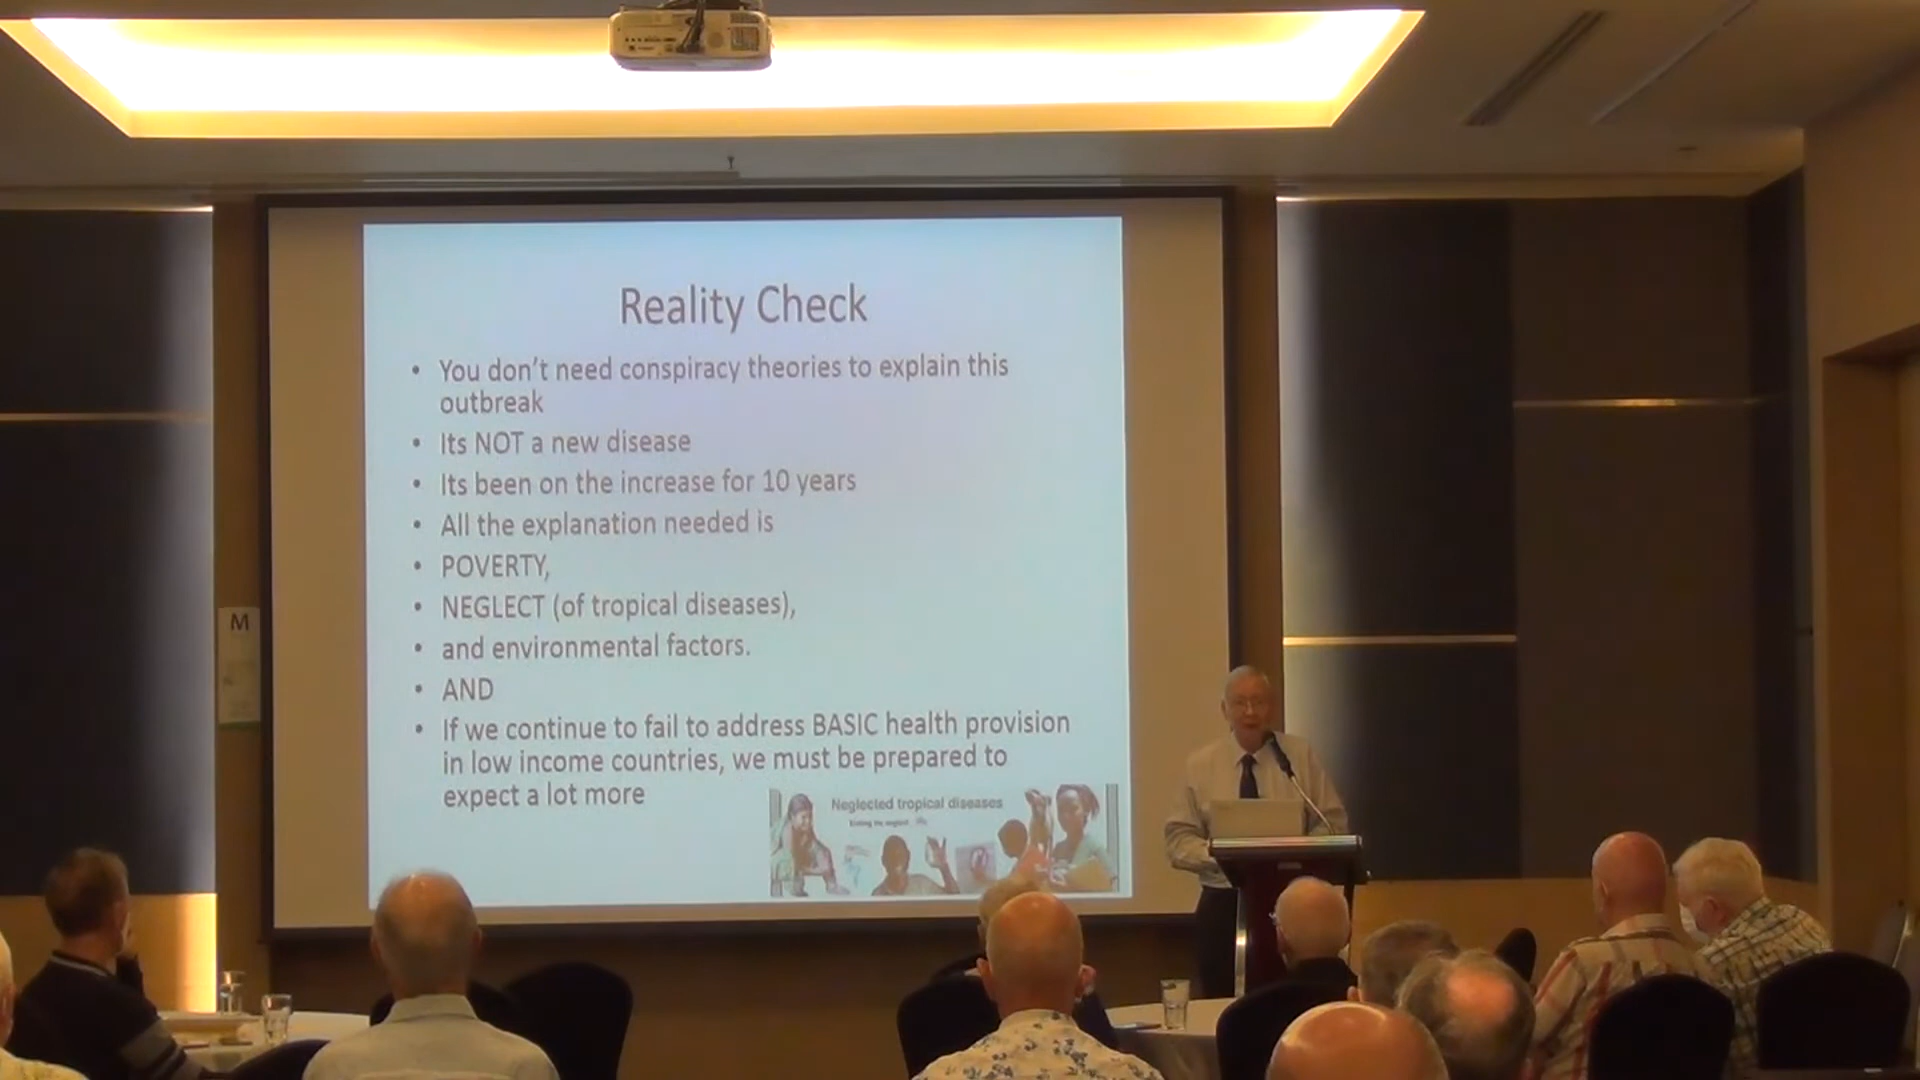 Reality Check
• You don't need conspiracy theories to explain this
outbreak
• Its NOT a new disease
• Its been on the increase for 10 years
• All the explanation needed is
• POVERTY,
• NEGLECT (of tropical diseases),
• and environmental factors.
• AND
• If we continue to fail to address BASIC health provision
in low income countries, we must be prepared to
expect a lot more
Neglected tropical diseases
M